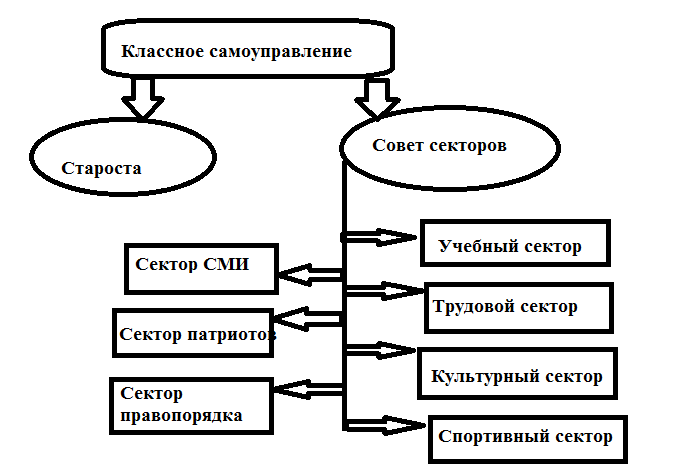 Классное самоуправление
Староста
Совет секторов
Учебный сектор
Сектор СМИ
Трудовой сектор
Сектор патриотов
Культурный сектор
Сектор
правопорядка
Спортивный сектор